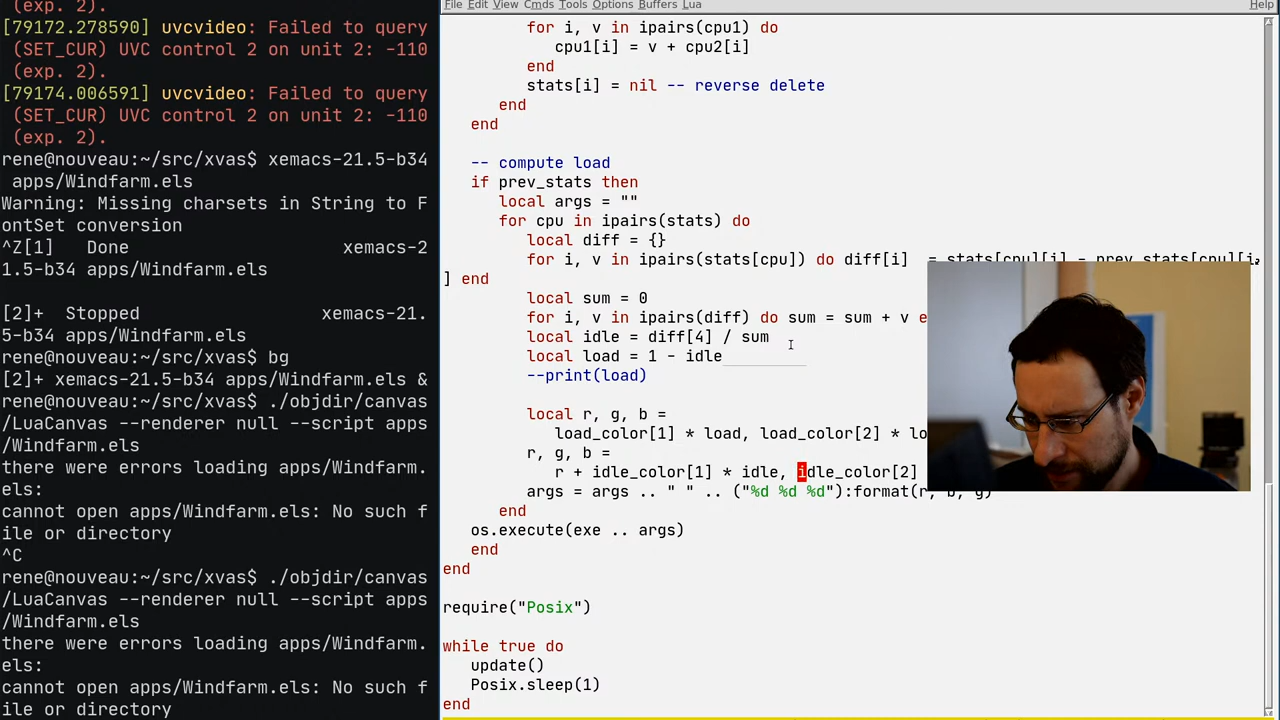 (exp. 2).
[79172.278590] uvcvideo: Failed to query
(SET_CUR) UVC control 2 on unit 2: -110
(exp. 2).
[79174.006591] uvcvideo: Failed to query
(SET_CUR) UVC control 2 on unit 2: -110
(exp. 2).
rene@nouveau:~/src/xvas$ xemacs-21.5-b34
apps/Windfarm.els
Warning: Missing charsets in String to F
ontSet conversion
^Z[1]   Done                 xemacs-2
1.5-b34 apps/Windfarm.els
[2]+  Stopped                 xemacs-21.
5-b34 apps/Windfarm.els
rene@nouveau:~/src/xvas$ bg
[2]+ xemacs-21.5-b34 apps/Windfarm.els &
rene@nouveau:~/src/xvas$ ./objdir/canvas
/LuaCanvas --renderer null --script apps
/Windfarm.els
there were errors loading apps/Windfarm.
els:
cannot open apps/Windfarm.els: No such f
ile or directory
^C
rene@nouveau:~/src/xvas$ ./objdir/canvas
/LuaCanvas --renderer null --script apps
/Windfarm.els
there were errors loading apps/Windfarm.
els:
cannot open apps/Windfarm.els: No such f
ile or directory
File Edit View Cmds Tools Options Buffers Lua Help
for i, v in ipairs(cpu1) do
cpu1[i] = v + cpu2[i]
end
stats[i] = nil -- reverse delete
end
end
-- compute load
if prev_stats then
local args = ""
for cpu in ipairs(stats) do
local diff = {}
for i, v in ipairs(stats[cpu]) do diff[i]  = stats[cpu][i] - prev_stats[cpu][i
] end
local sum = 0
for i, v in ipairs(diff) do sum = sum + v e
local idle = diff[4] / sum
local load = 1 - idle
--print(load)
local r, g, b =
load_color[1] * load, load_color[2] * lo
r, g, b =
r + idle_color[1] * idle, idle_color[2]
args = args .. " " .. ("%d %d %d"):format(r, b, g)
end
os.execute(exe .. args)
end
end
require("Posix")
while true do
update()
Posix.sleep(1)
end